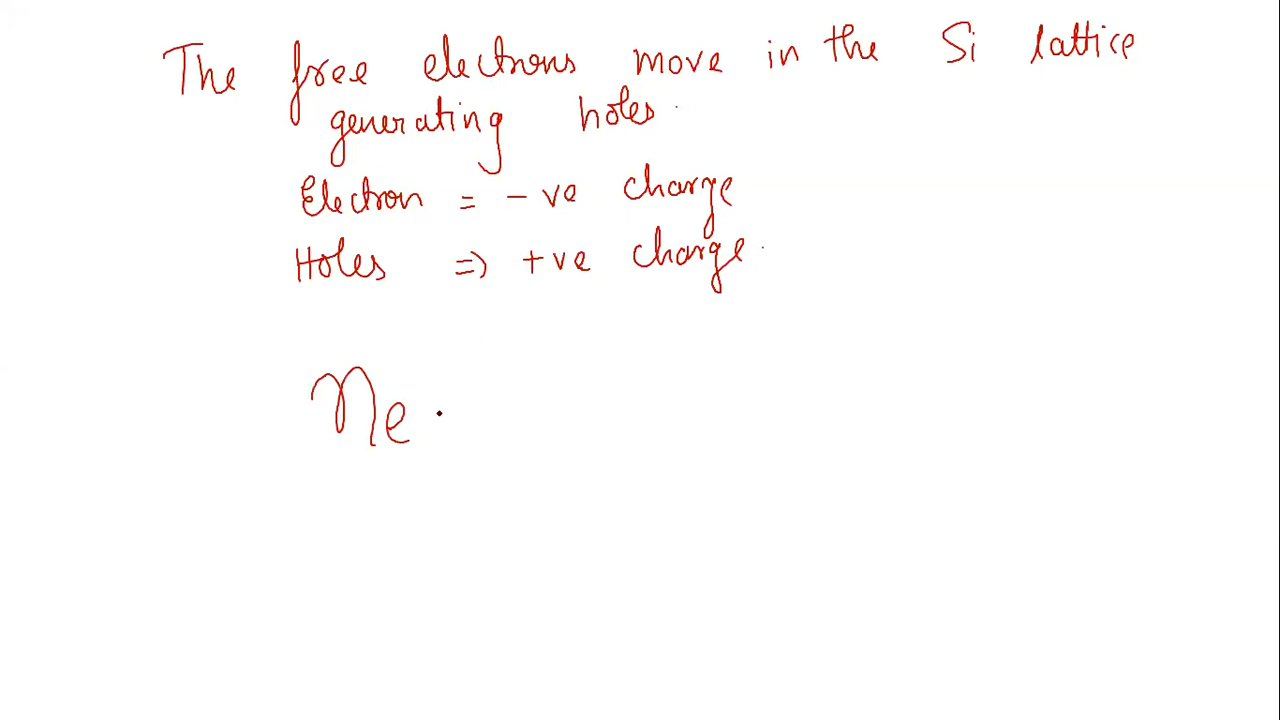 The free electrons move in the Si lattice
generating holes.
Electron = -ve charge
Holes => +ve charge.
ne